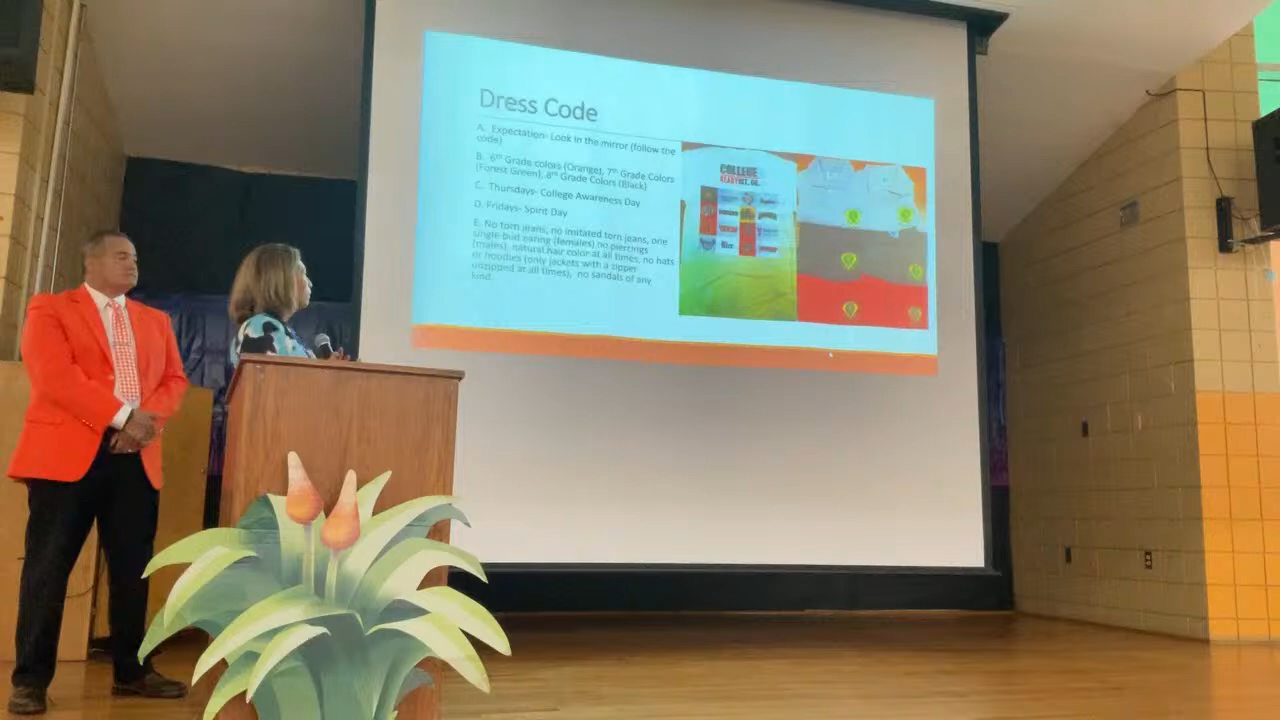 Dress Code
A. Expectation- Look in the mirror (follow the
code)
B. 6th Grade colors (Orange), 7th Grade Colors
(Forest Green), 8th Grade Colors (Black)
C. Thursdays- College Awareness Day
D. Fridays- Spirit Day
E. No torn jeans, no imitated torn jeans, one
single bud earing (females) no piercings
(males), natural hair color at all times, no hats
or hoodies (only jackets with a zipper
unzipped at all times), no sandals of any
kind.
COLLEGE
READY